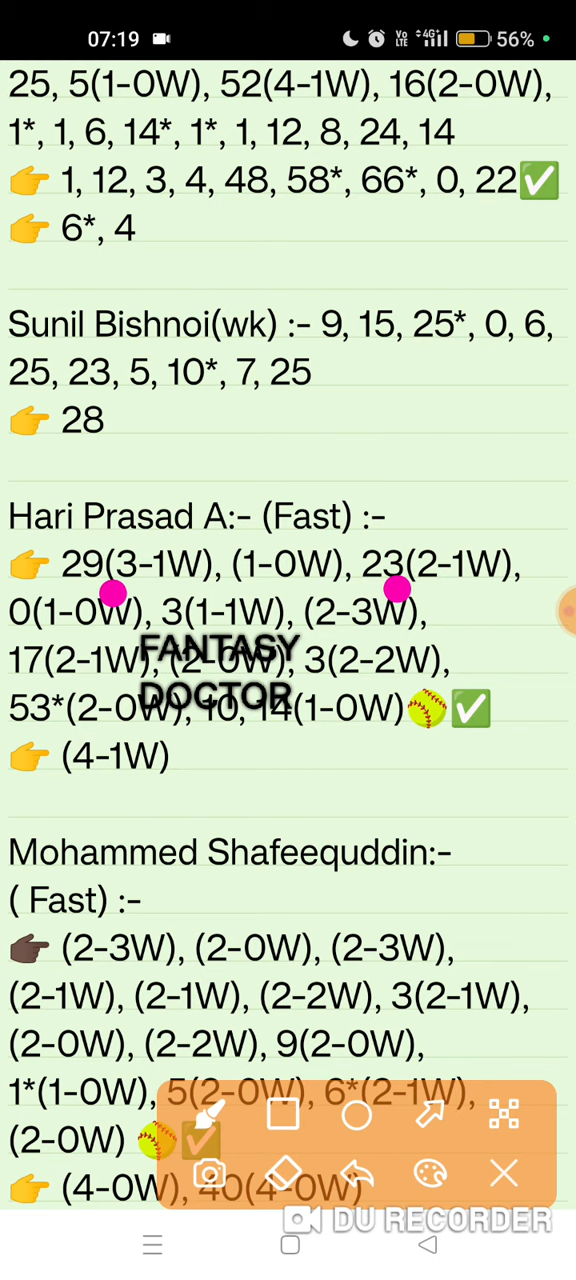 07:19 Vo LTE 4G 56%
25, 5(1-0W), 52(4-1W), 16(2-0W),
1*, 1, 6, 14*, 1*, 1, 12, 8, 24, 14
👉 1, 12, 3, 4, 48, 58*, 66*, 0, 22✅
👉 6*, 4
Sunil Bishnoi(wk) :- 9, 15, 25*, 0, 6,
25, 23, 5, 10*, 7, 25
👉 28
Hari Prasad A:- (Fast) :-
👉 29(3-1W), (1-0W), 23(2-1W),
0(1-0W), 3(1-1W), (2-3W),
FANTASY
17(2-1W), (2-0W), 3(2-2W),
DOCTOR
53*(2-0W), 10, 14(1-0W)🥎✅
👉 (4-1W)
Mohammed Shafeequddin:-
( Fast) :-
👉🏿 (2-3W), (2-0W), (2-3W),
(2-1W), (2-1W), (2-2W), 3(2-1W),
(2-0W), (2-2W), 9(2-0W),
1*(1-0W), 5(2-0W), 6*(2-1W),
(2-0W) 🥎✅
👉 (4-0W), 40(4-0W)
DU RECORDER